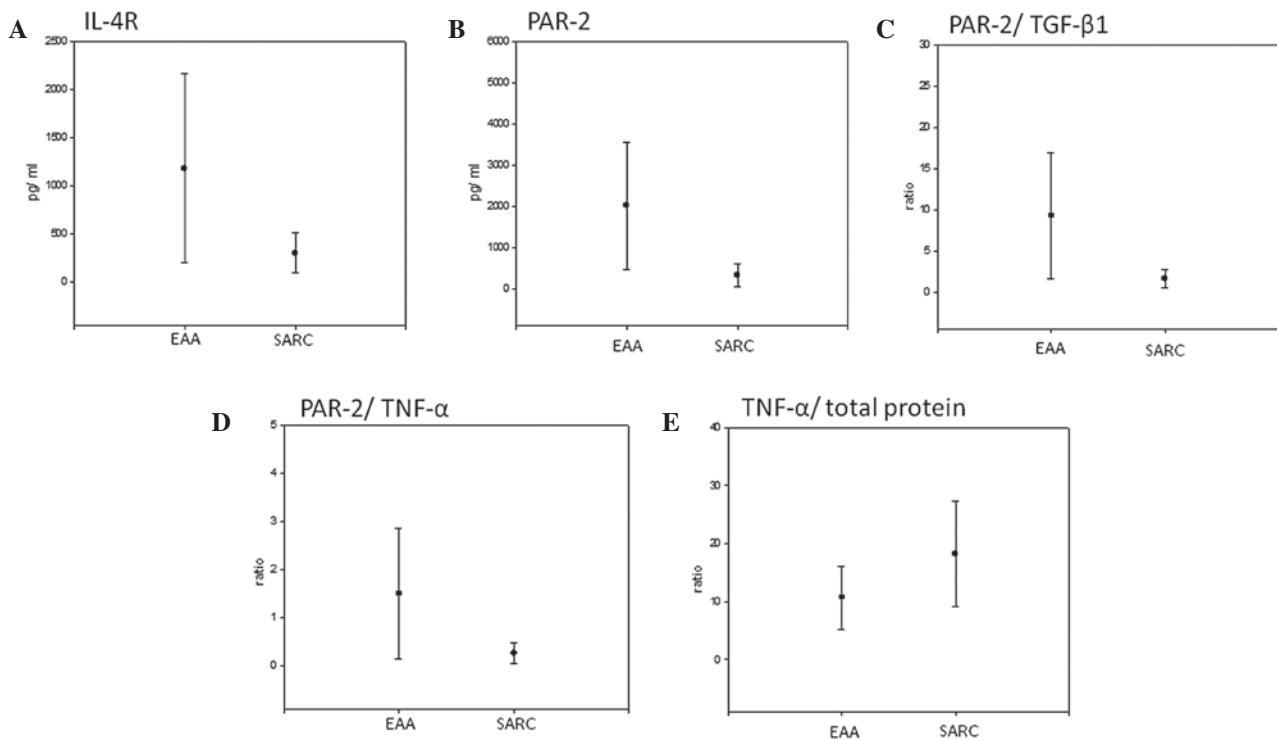 A
IL-4R
2500
2000
1500
1000
500
0
pg/ ml
EAA
SARC
B
PAR-2
6000
5000
4000
3000
2000
1000
0
pg/ ml
EAA
SARC
C
PAR-2/ TGF-β1
30
25
20
15
10
5
0
ratio
EAA
SARC
D
PAR-2/ TNF-α
5
4
3
2
1
0
ratio
EAA
SARC
E
TNF-α/ total protein
40
30
20
10
0
EAA
SARC